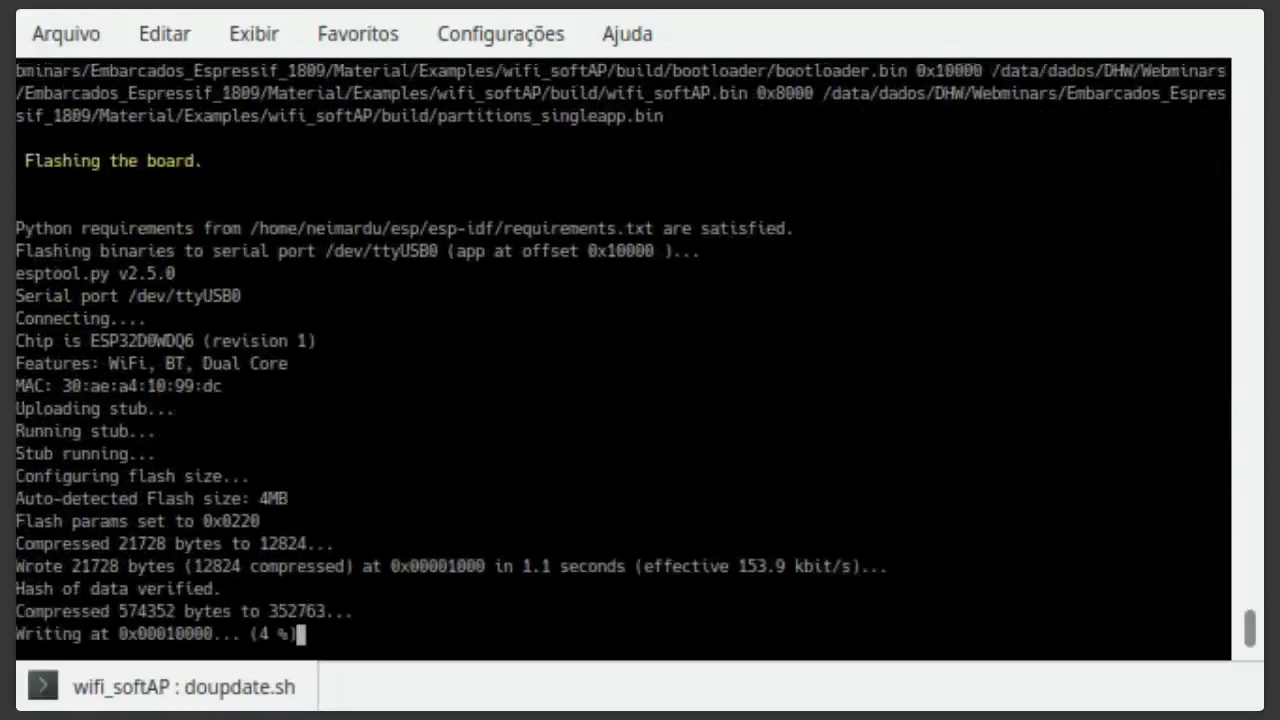 Arquivo Editar Exibir Favoritos Configurações Ajuda
bminars/Embarcados_Espressif_1809/Material/Examples/wifi_softAP/build/bootloader/bootloader.bin 0x10000 /data/dados/DHW/Webminars
/Embarcados_Espressif_1809/Material/Examples/wifi_softAP/build/wifi_softAP.bin 0x8000 /data/dados/DHW/Webminars/Embarcados_Espres
sif_1809/Material/Examples/wifi_softAP/build/partitions_singleapp.bin
Flashing the board.
Python requirements from /home/neimardu/esp/esp-idf/requirements.txt are satisfied.
Flashing binaries to serial port /dev/ttyUSB0 (app at offset 0x10000 )...
esptool.py v2.5.0
Serial port /dev/ttyUSB0
Connecting....
Chip is ESP32D0WDQ6 (revision 1)
Features: WiFi, BT, Dual Core
MAC: 30:ae:a4:10:99:dc
Uploading stub...
Running stub...
Stub running...
Configuring flash size...
Auto-detected Flash size: 4MB
Flash params set to 0x0220
Compressed 21728 bytes to 12824...
Wrote 21728 bytes (12824 compressed) at 0x00001000 in 1.1 seconds (effective 153.9 kbit/s)...
Hash of data verified.
Compressed 574352 bytes to 352763...
Writing at 0x00010000... (4 %)
wifi_softAP : doupdate.sh